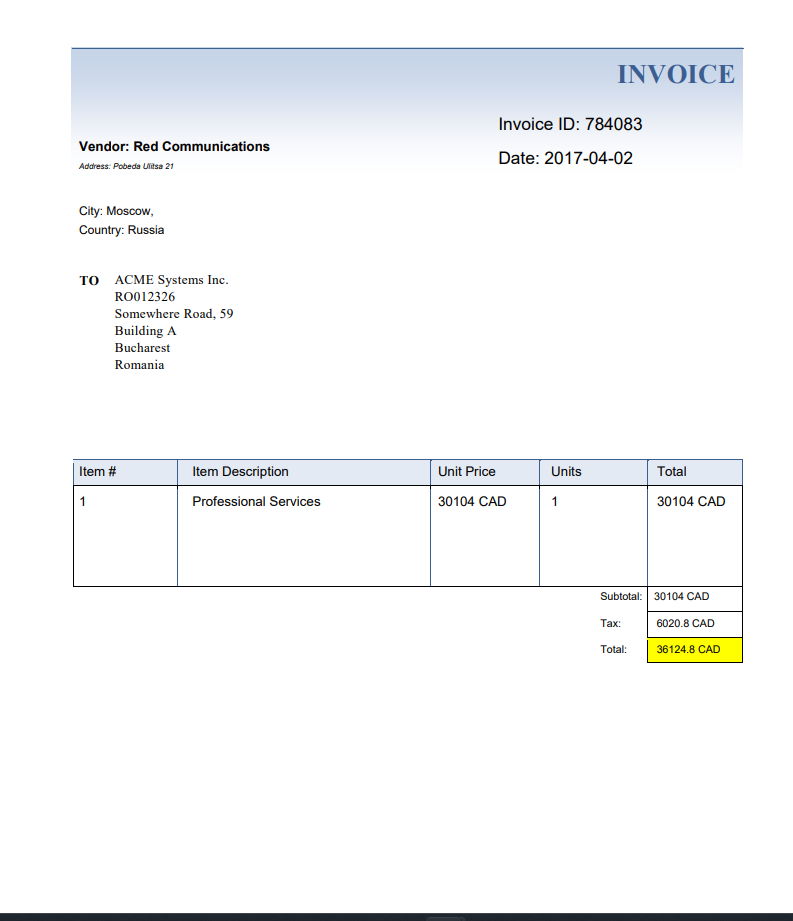 INVOICE
Invoice ID: 784083
Vendor: Red Communications
Date: 2017-04-02
Address: Pobeda Ulitsa 21
City: Moscow,
Country: Russia
TO ACME Systems Inc.
RO012326
Somewhere Road, 59
Building A
Bucharest
Romania
Item # Item Description Unit Price Units Total
1 Professional Services 30104 CAD 1 30104 CAD
Subtotal: 30104 CAD
Tax: 6020.8 CAD
Total: 36124.8 CAD